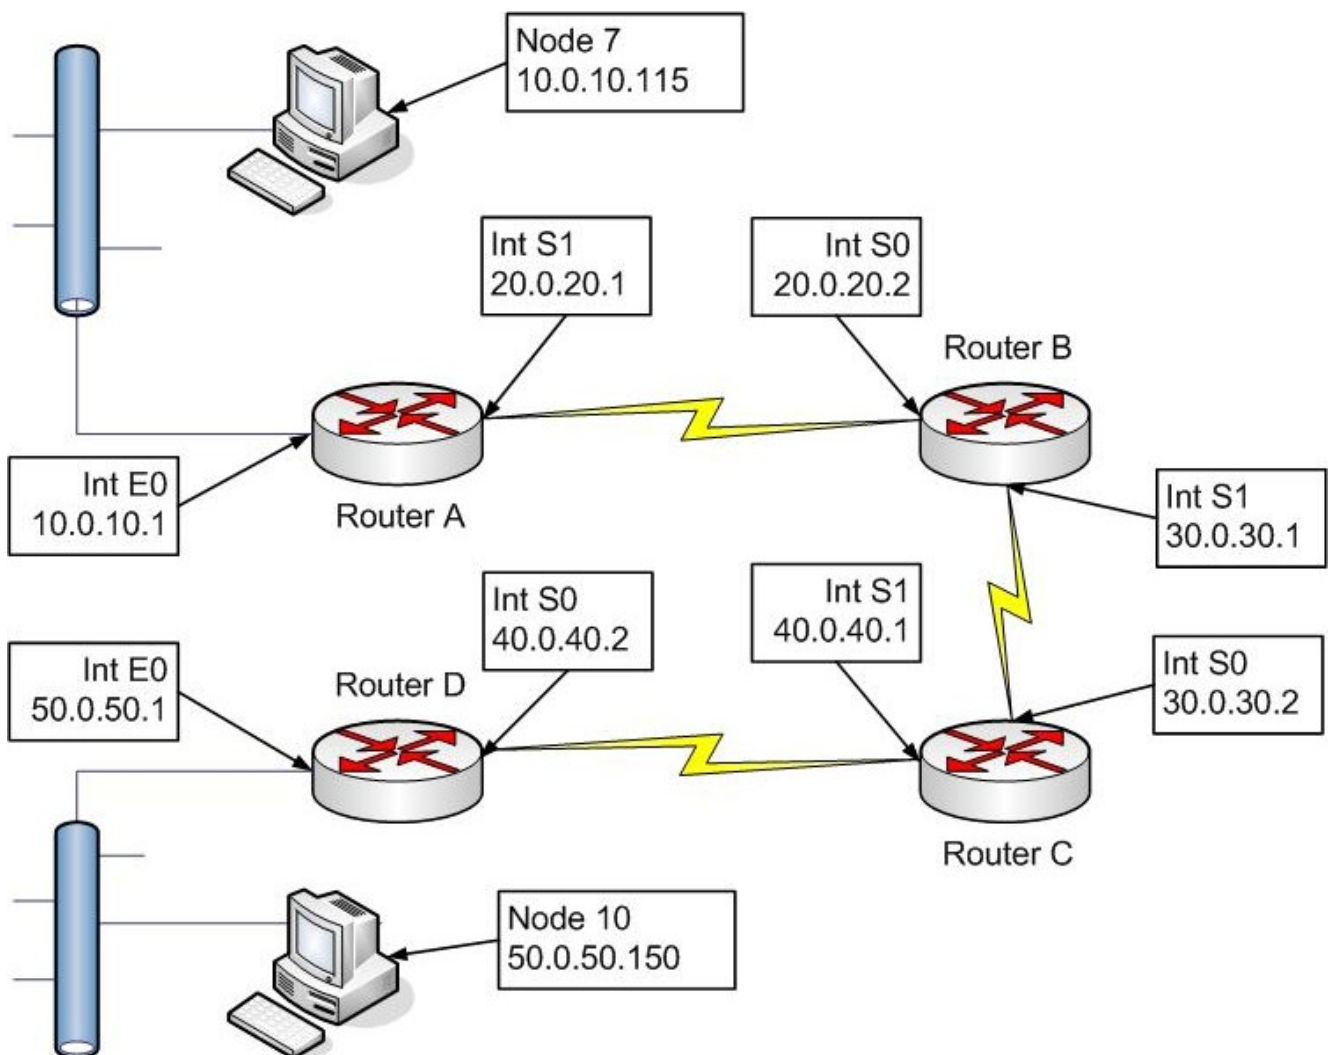 Node 7
10.0.10.115
Int S1
20.0.20.1
Int S0
20.0.20.2
Router B
Int E0
10.0.10.1
Router A
Int S1
30.0.30.1
Int S0
40.0.40.2
Int S1
40.0.40.1
Int E0
50.0.50.1
Router D
Int S0
30.0.30.2
Router C
Node 10
50.0.50.150